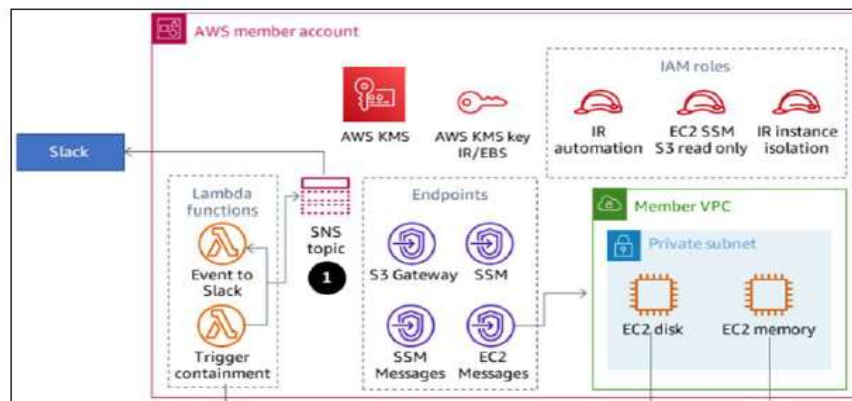 AWS member account
IAM roles
AWS KMS
AWS KMS key
IR/EBS
IR
automation
EC2 SSM
S3 read only
IR instance
isolation
Slack
Lambda
functions
Event to
Slack
Trigger
containment
SNS
topic
1
Endpoints
S3 Gateway
SSM
SSM
Messages
EC2
Messages
Member VPC
Private subnet
EC2 disk
EC2 memory